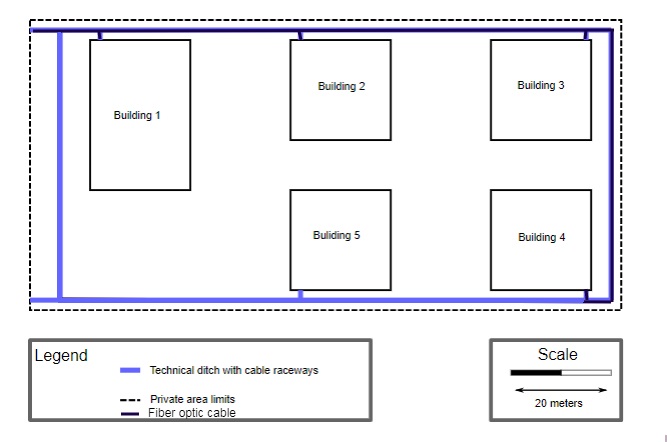 Building 1
Building 2
Building 3
Buliding 5
Building 4
Legend
Technical ditch with cable raceways
Private area limits
Fiber optic cable
Scale
20 meters